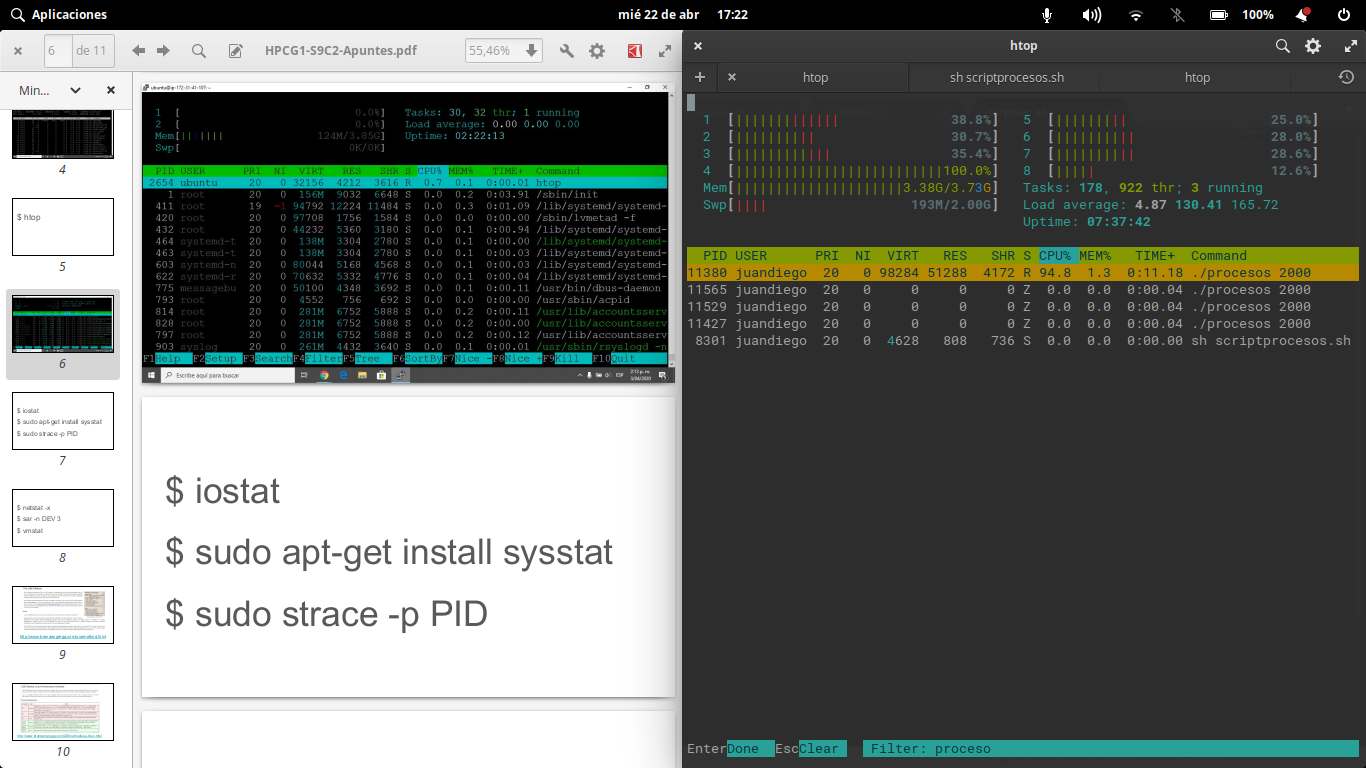 Aplicaciones
mié 22 de abr 17:22
100%
6 de 11
HPCG1-S9C2-Apuntes.pdf
55,46%
Min...
4
$ htop
5
6
$ iostat
$ sudo apt-get install sysstat
$ sudo strace -p PID
7
$ netstat -x
$ sar -n DEV 3
$ vmstat
8
9
10
ubuntu@ip-172-31-41-101: ~
1 [ 0.0%] Tasks: 30, 32 thr; 1 running
2 [ 0.0%] Load average: 0.00 0.00 0.00
Mem[||||||| 124M/3.85G] Uptime: 02:22:13
Swp[ 0K/0K]
PID USER PRI NI VIRT RES SHR S CPU% MEM% TIME+ Command
2654 ubuntu 20 0 32156 4212 3616 R 0.7 0.1 0:00.01 htop
1 root 20 0 156M 9032 6648 S 0.0 0.2 0:03.91 /sbin/init
411 root 19 -1 94792 12224 11484 S 0.0 0.3 0:01.09 /lib/systemd/systemd-
420 root 20 0 97708 1756 1584 S 0.0 0.0 0:00.00 /sbin/lvmetad -f
432 root 20 0 44232 5360 3180 S 0.0 0.1 0:00.94 /lib/systemd/systemd-
464 systemd-t 20 0 138M 3304 2780 S 0.0 0.1 0:00.00 /lib/systemd/systemd-
463 systemd-t 20 0 138M 3304 2780 S 0.0 0.1 0:00.03 /lib/systemd/systemd-
603 systemd-n 20 0 80044 5168 4568 S 0.0 0.1 0:00.03 /lib/systemd/systemd-
622 systemd-r 20 0 70632 5332 4776 S 0.0 0.1 0:00.04 /lib/systemd/systemd-
775 messagebu 20 0 50100 4348 3692 S 0.0 0.1 0:00.11 /usr/bin/dbus-daemon
793 root 20 0 4552 756 692 S 0.0 0.0 0:00.00 /usr/sbin/acpid
814 root 20 0 281M 6752 5888 S 0.0 0.2 0:00.11 /usr/lib/accountsserv
828 root 20 0 281M 6752 5888 S 0.0 0.2 0:00.00 /usr/lib/accountsserv
797 root 20 0 281M 6752 5888 S 0.0 0.2 0:00.12 /usr/lib/accountsserv
903 syslog 20 0 261M 4432 3640 S 0.0 0.1 0:00.01 /usr/sbin/rsyslogd -n
F1Help F2Setup F3SearchF4FilterF5Tree F6SortByF7Nice -F8Nice +F9Kill F10Quit
Escribe aquí para buscar
ESP
2:13 p. m.
3/04/2020
$ iostat
$ sudo apt-get install sysstat
$ sudo strace -p PID
htop
htop sh scriptprocesos.sh htop
1 [||||||||||||| 38.8%] 5 [||||||||| 25.0%]
2 [|||||||||| 30.7%] 6 [|||||||||| 28.0%]
3 [|||||||||||| 35.4%] 7 [|||||||||| 28.6%]
4 [||||||||||||||||||||||||||100.0%] 8 [||||| 12.6%]
Mem[|||||||||||||||||||||3.38G/3.73G] Tasks: 178, 922 thr; 3 running
Swp[|||| 193M/2.00G] Load average: 4.87 130.41 165.72
Uptime: 07:37:42
PID USER PRI NI VIRT RES SHR S CPU% MEM% TIME+ Command
11380 juandiego 20 0 98284 51288 4172 R 94.8 1.3 0:11.18 ./procesos 2000
11565 juandiego 20 0 0 0 0 Z 0.0 0.0 0:00.04 ./procesos 2000
11529 juandiego 20 0 0 0 0 Z 0.0 0.0 0:00.04 ./procesos 2000
11427 juandiego 20 0 0 0 0 Z 0.0 0.0 0:00.04 ./procesos 2000
8301 juandiego 20 0 4628 808 736 S 0.0 0.0 0:00.00 sh scriptprocesos.sh
EnterDone EscClear Filter: proceso